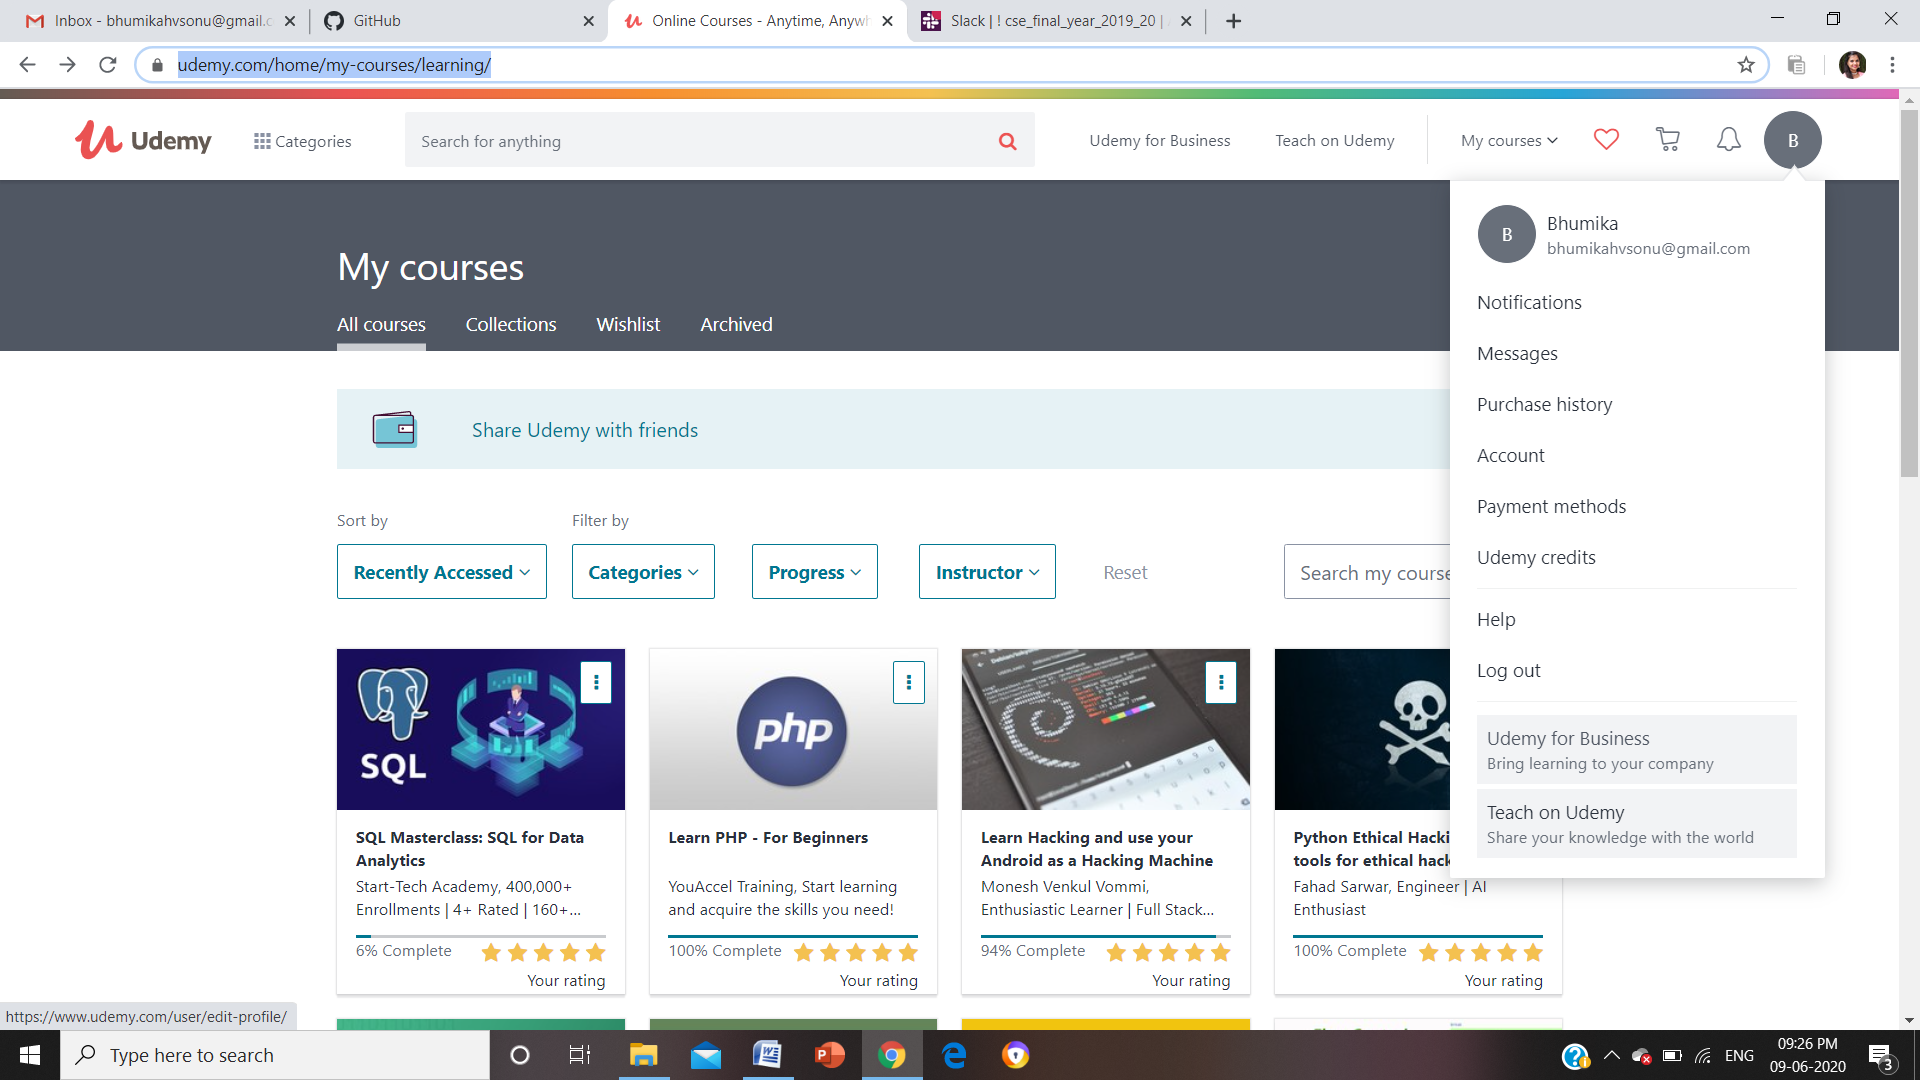 Inbox - bhumikahvsonu@gmail.c
GitHub
Online Courses - Anytime, Anywh
Slack | ! cse_final_year_2019_20 |
udemy.com/home/my-courses/learning/
Udemy
Categories
Search for anything
Udemy for Business
Teach on Udemy
My courses
B
My courses
All courses
Collections
Wishlist
Archived
B
Bhumika
bhumikahvsonu@gmail.com
Notifications
Messages
Purchase history
Account
Payment methods
Udemy credits
Help
Log out
Udemy for Business
Bring learning to your company
Teach on Udemy
Share your knowledge with the world
Share Udemy with friends
Sort by
Filter by
Recently Accessed
Categories
Progress
Instructor
Reset
Search my course
SQL
SQL Masterclass: SQL for Data
Analytics
Start-Tech Academy, 400,000+
Enrollments | 4+ Rated | 160+...
6% Complete
Your rating
php
Learn PHP - For Beginners
YouAccel Training, Start learning
and acquire the skills you need!
100% Complete
Your rating
Learn Hacking and use your
Android as a Hacking Machine
Monesh Venkul Vommi,
Enthusiastic Learner | Full Stack...
94% Complete
Your rating
Python Ethical Hacki
tools for ethical hack
Fahad Sarwar, Engineer | AI
Enthusiast
100% Complete
Your rating
https://www.udemy.com/user/edit-profile/
Type here to search
ENG
09:26 PM
09-06-2020
3